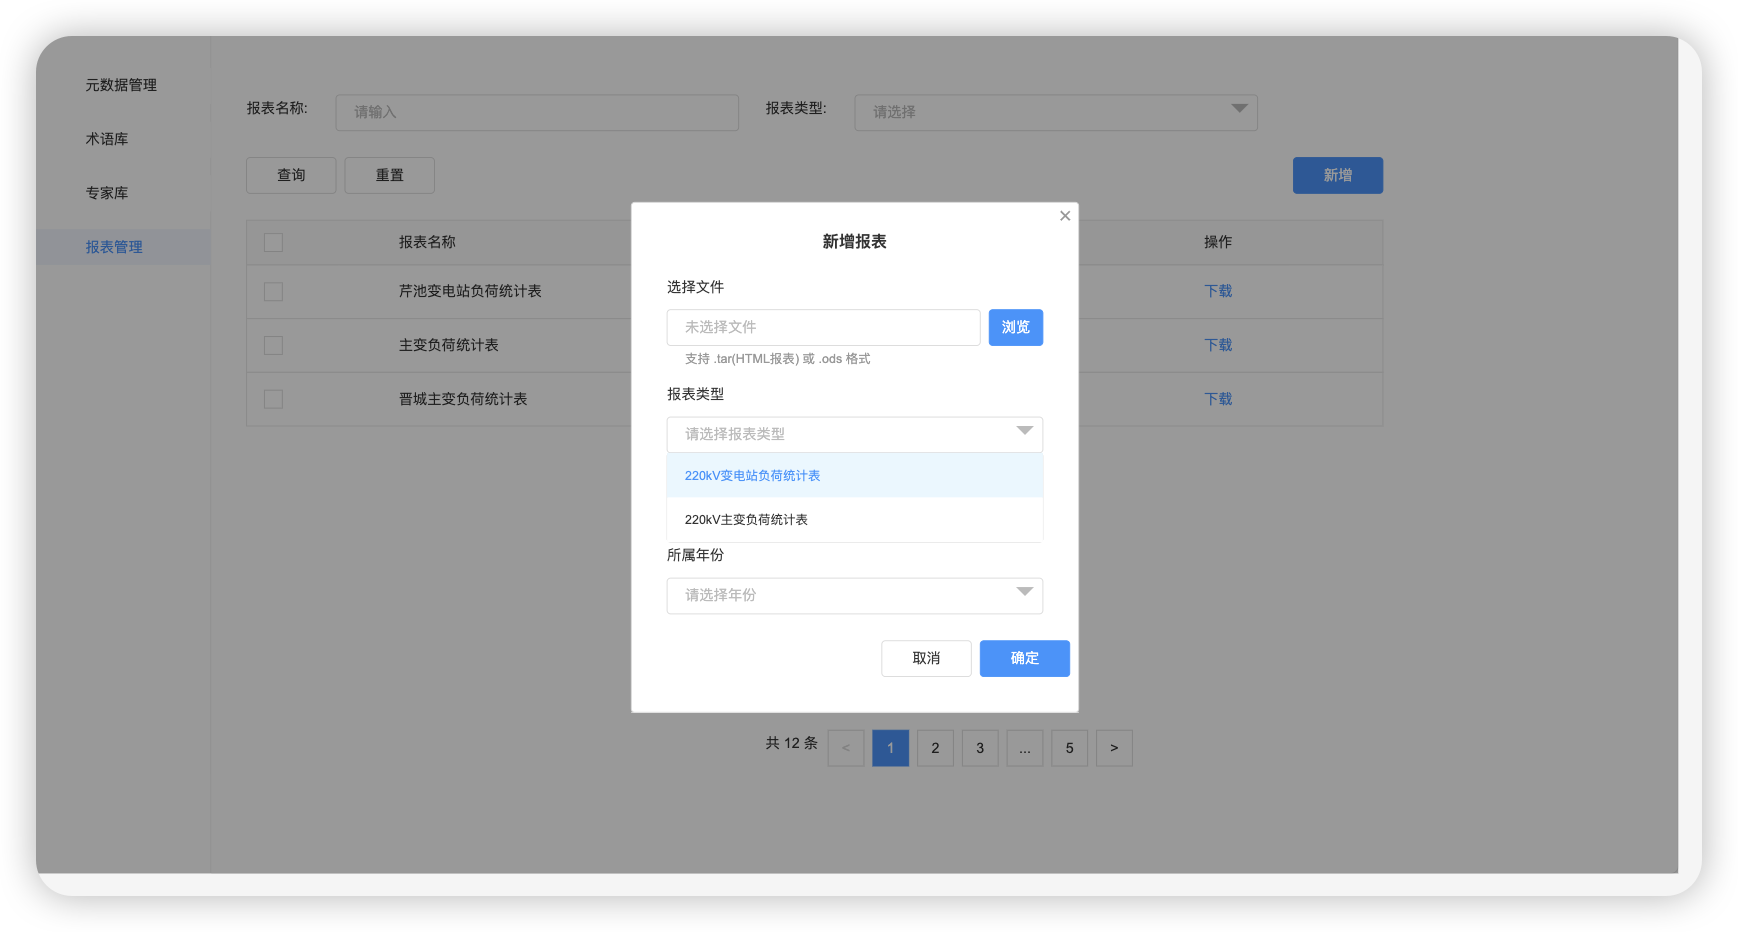 元数据管理
术语库
专家库
报表管理
报表名称:
请输入
报表类型:
请选择
查询
重置
新增
报表名称
操作
芹池变电站负荷统计表
下载
主变负荷统计表
下载
晋城主变负荷统计表
下载
新增报表
选择文件
未选择文件
浏览
支持 .tar(HTML报表) 或 .ods 格式
报表类型
请选择报表类型
220kV变电站负荷统计表
220kV主变负荷统计表
所属年份
请选择年份
取消
确定
共 12 条
<
1
2
3
...
5
>